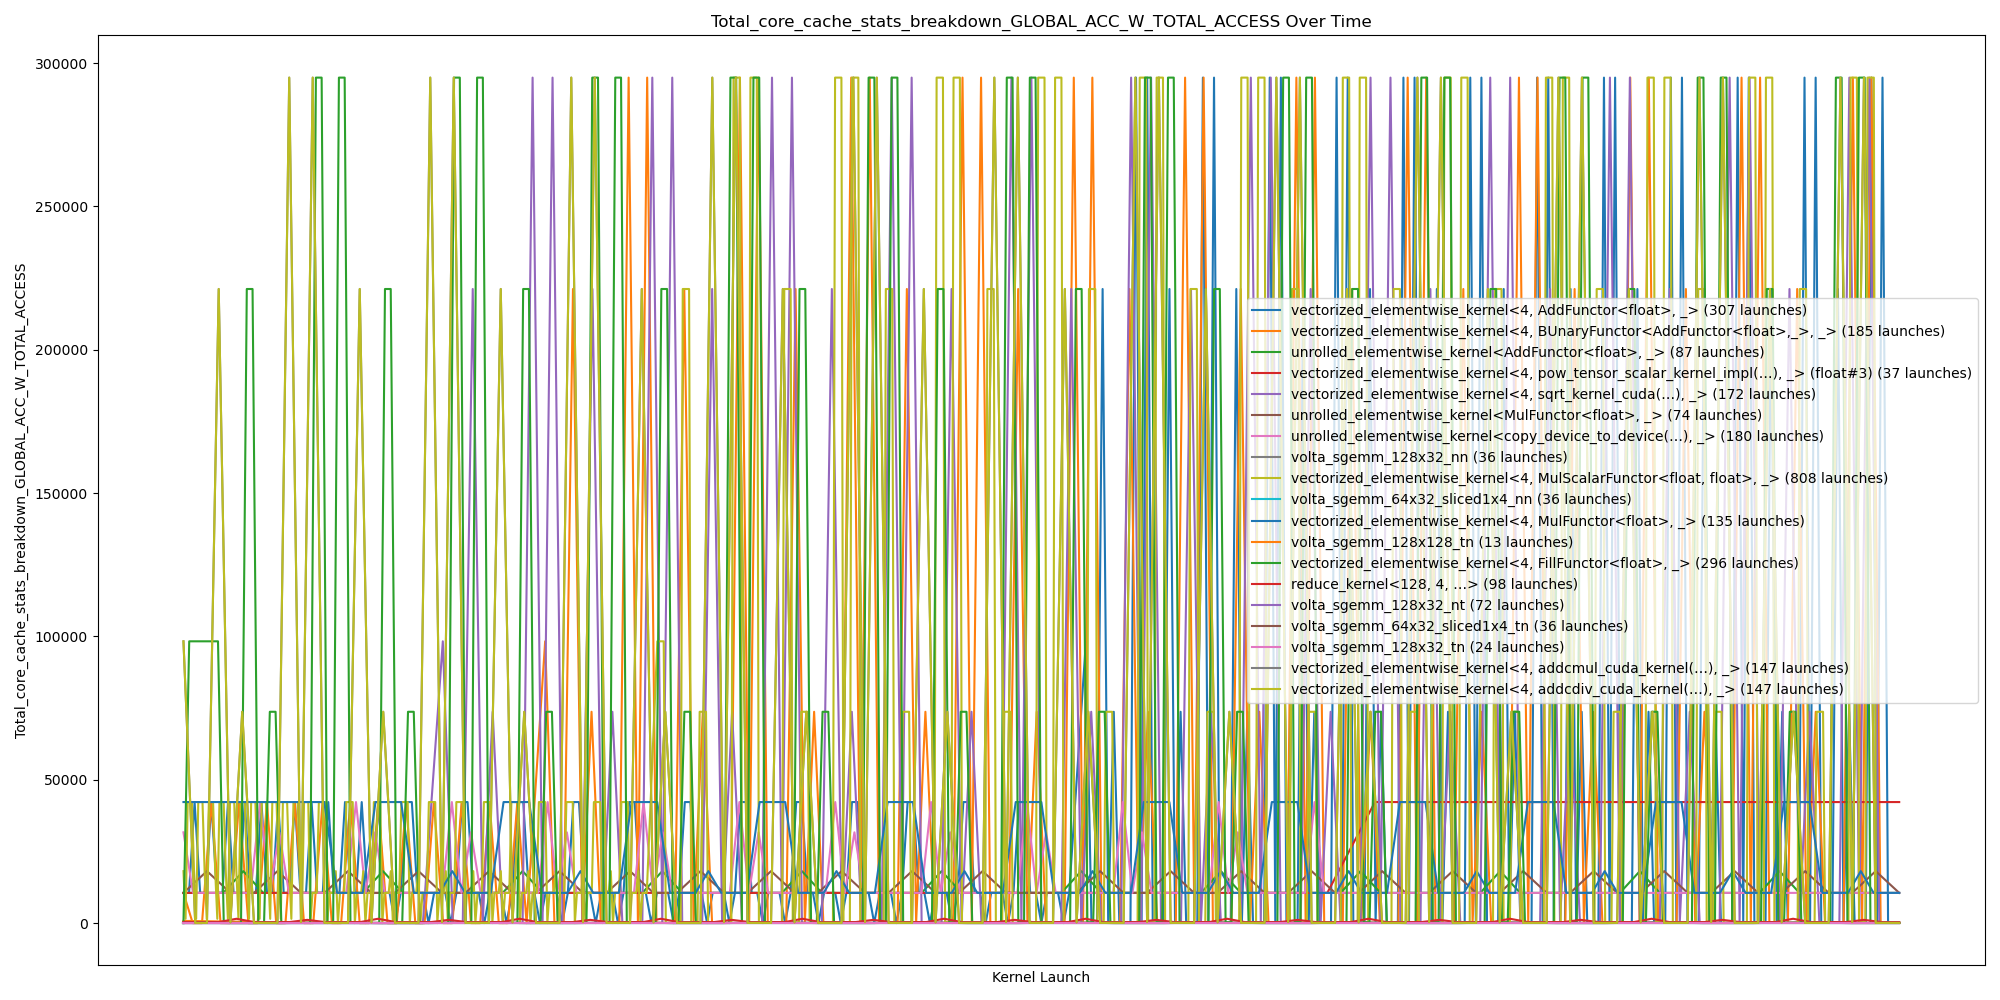 Total_core_cache_stats_breakdown_GLOBAL_ACC_W_TOTAL_ACCESS Over Time
Total_core_cache_stats_breakdown_GLOBAL_ACC_W_TOTAL_ACCESS
300000
250000
200000
150000
100000
50000
0
vectorized_elementwise_kernel<4, AddFunctor<float>, _> (307 launches)
vectorized_elementwise_kernel<4, BUnaryFunctor<AddFunctor<float>,_>, _> (185 launches)
unrolled_elementwise_kernel<AddFunctor<float>, _> (87 launches)
vectorized_elementwise_kernel<4, pow_tensor_scalar_kernel_impl(...), _> (float#3) (37 launches)
vectorized_elementwise_kernel<4, sqrt_kernel_cuda(...), _> (172 launches)
unrolled_elementwise_kernel<MulFunctor<float>, _> (74 launches)
unrolled_elementwise_kernel<copy_device_to_device(...), _> (180 launches)
volta_sgemm_128x32_nn (36 launches)
vectorized_elementwise_kernel<4, MulScalarFunctor<float, float>, _> (808 launches)
volta_sgemm_64x32_sliced1x4_nn (36 launches)
vectorized_elementwise_kernel<4, MulFunctor<float>, _> (135 launches)
volta_sgemm_128x128_tn (13 launches)
vectorized_elementwise_kernel<4, FillFunctor<float>, _> (296 launches)
reduce_kernel<128, 4, ...> (98 launches)
volta_sgemm_128x32_nt (72 launches)
volta_sgemm_64x32_sliced1x4_tn (36 launches)
volta_sgemm_128x32_tn (24 launches)
vectorized_elementwise_kernel<4, addcmul_cuda_kernel(...), _> (147 launches)
vectorized_elementwise_kernel<4, addcdiv_cuda_kernel(...), _> (147 launches)
Kernel Launch